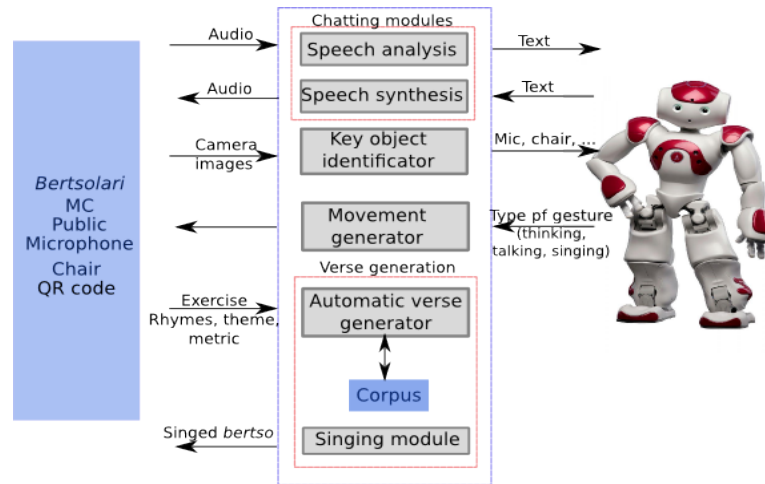 Bertsolari
MC
Public
Microphone
Chair
QR code
Audio
Audio
Camera
images
Exercise
Rhymes, theme,
metric
Singed bertso
Chatting modules
Speech analysis
Speech synthesis
Key object
identificator
Movement
generator
Verse generation
Automatic verse
generator
Corpus
Singing module
Text
Text
Mic, chair, ...
Type pf gesture
(thinking,
talking, singing)